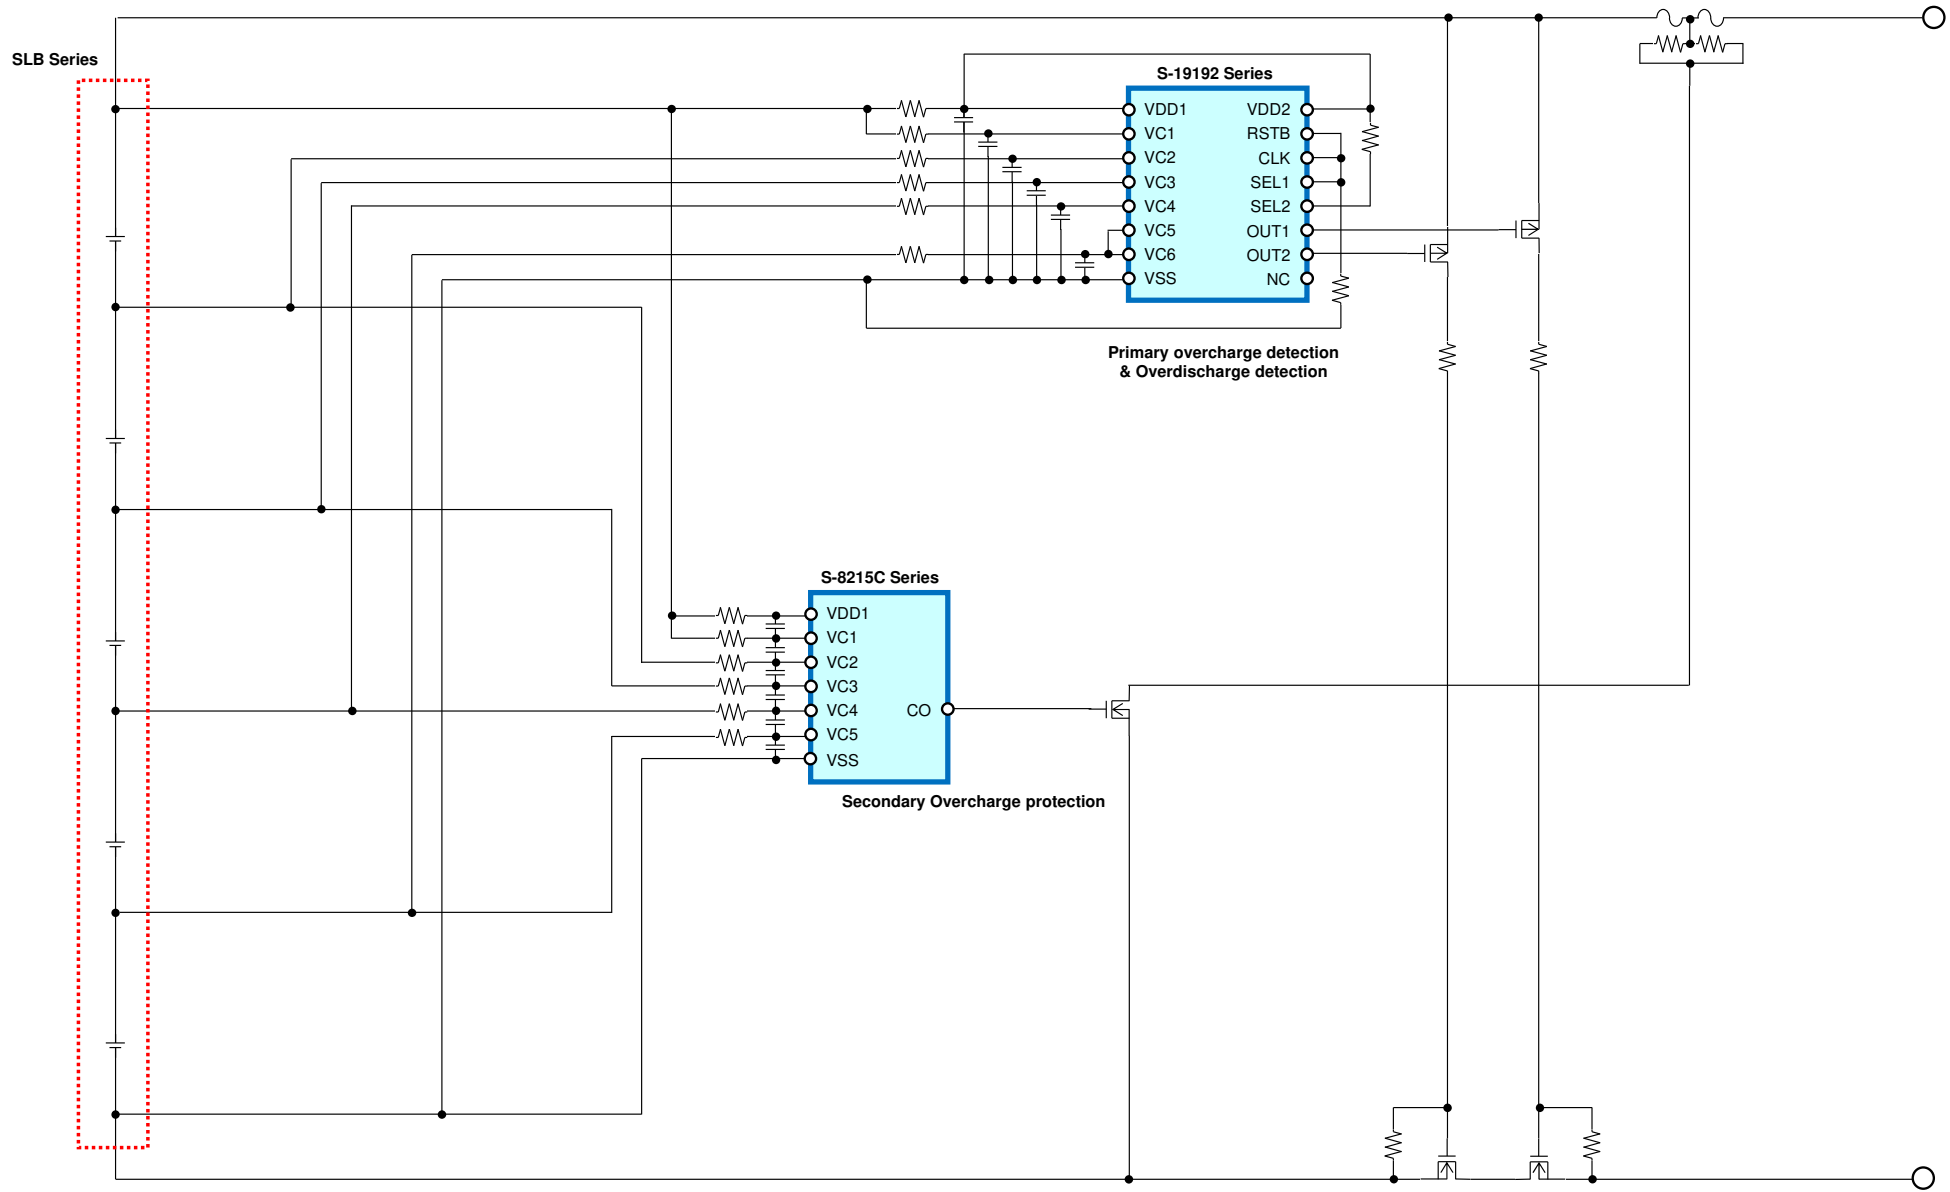 SLB Series
S-19192 Series
VDD1 VDD2
VC1 RSTB
VC2 CLK
VC3 SEL1
VC4 SEL2
VC5 OUT1
VC6 OUT2
VSS NC
Primary overcharge detection
& Overdischarge detection
S-8215C Series
VDD1
VC1
VC2
VC3
VC4 CO
VC5
VSS
Secondary Overcharge protection